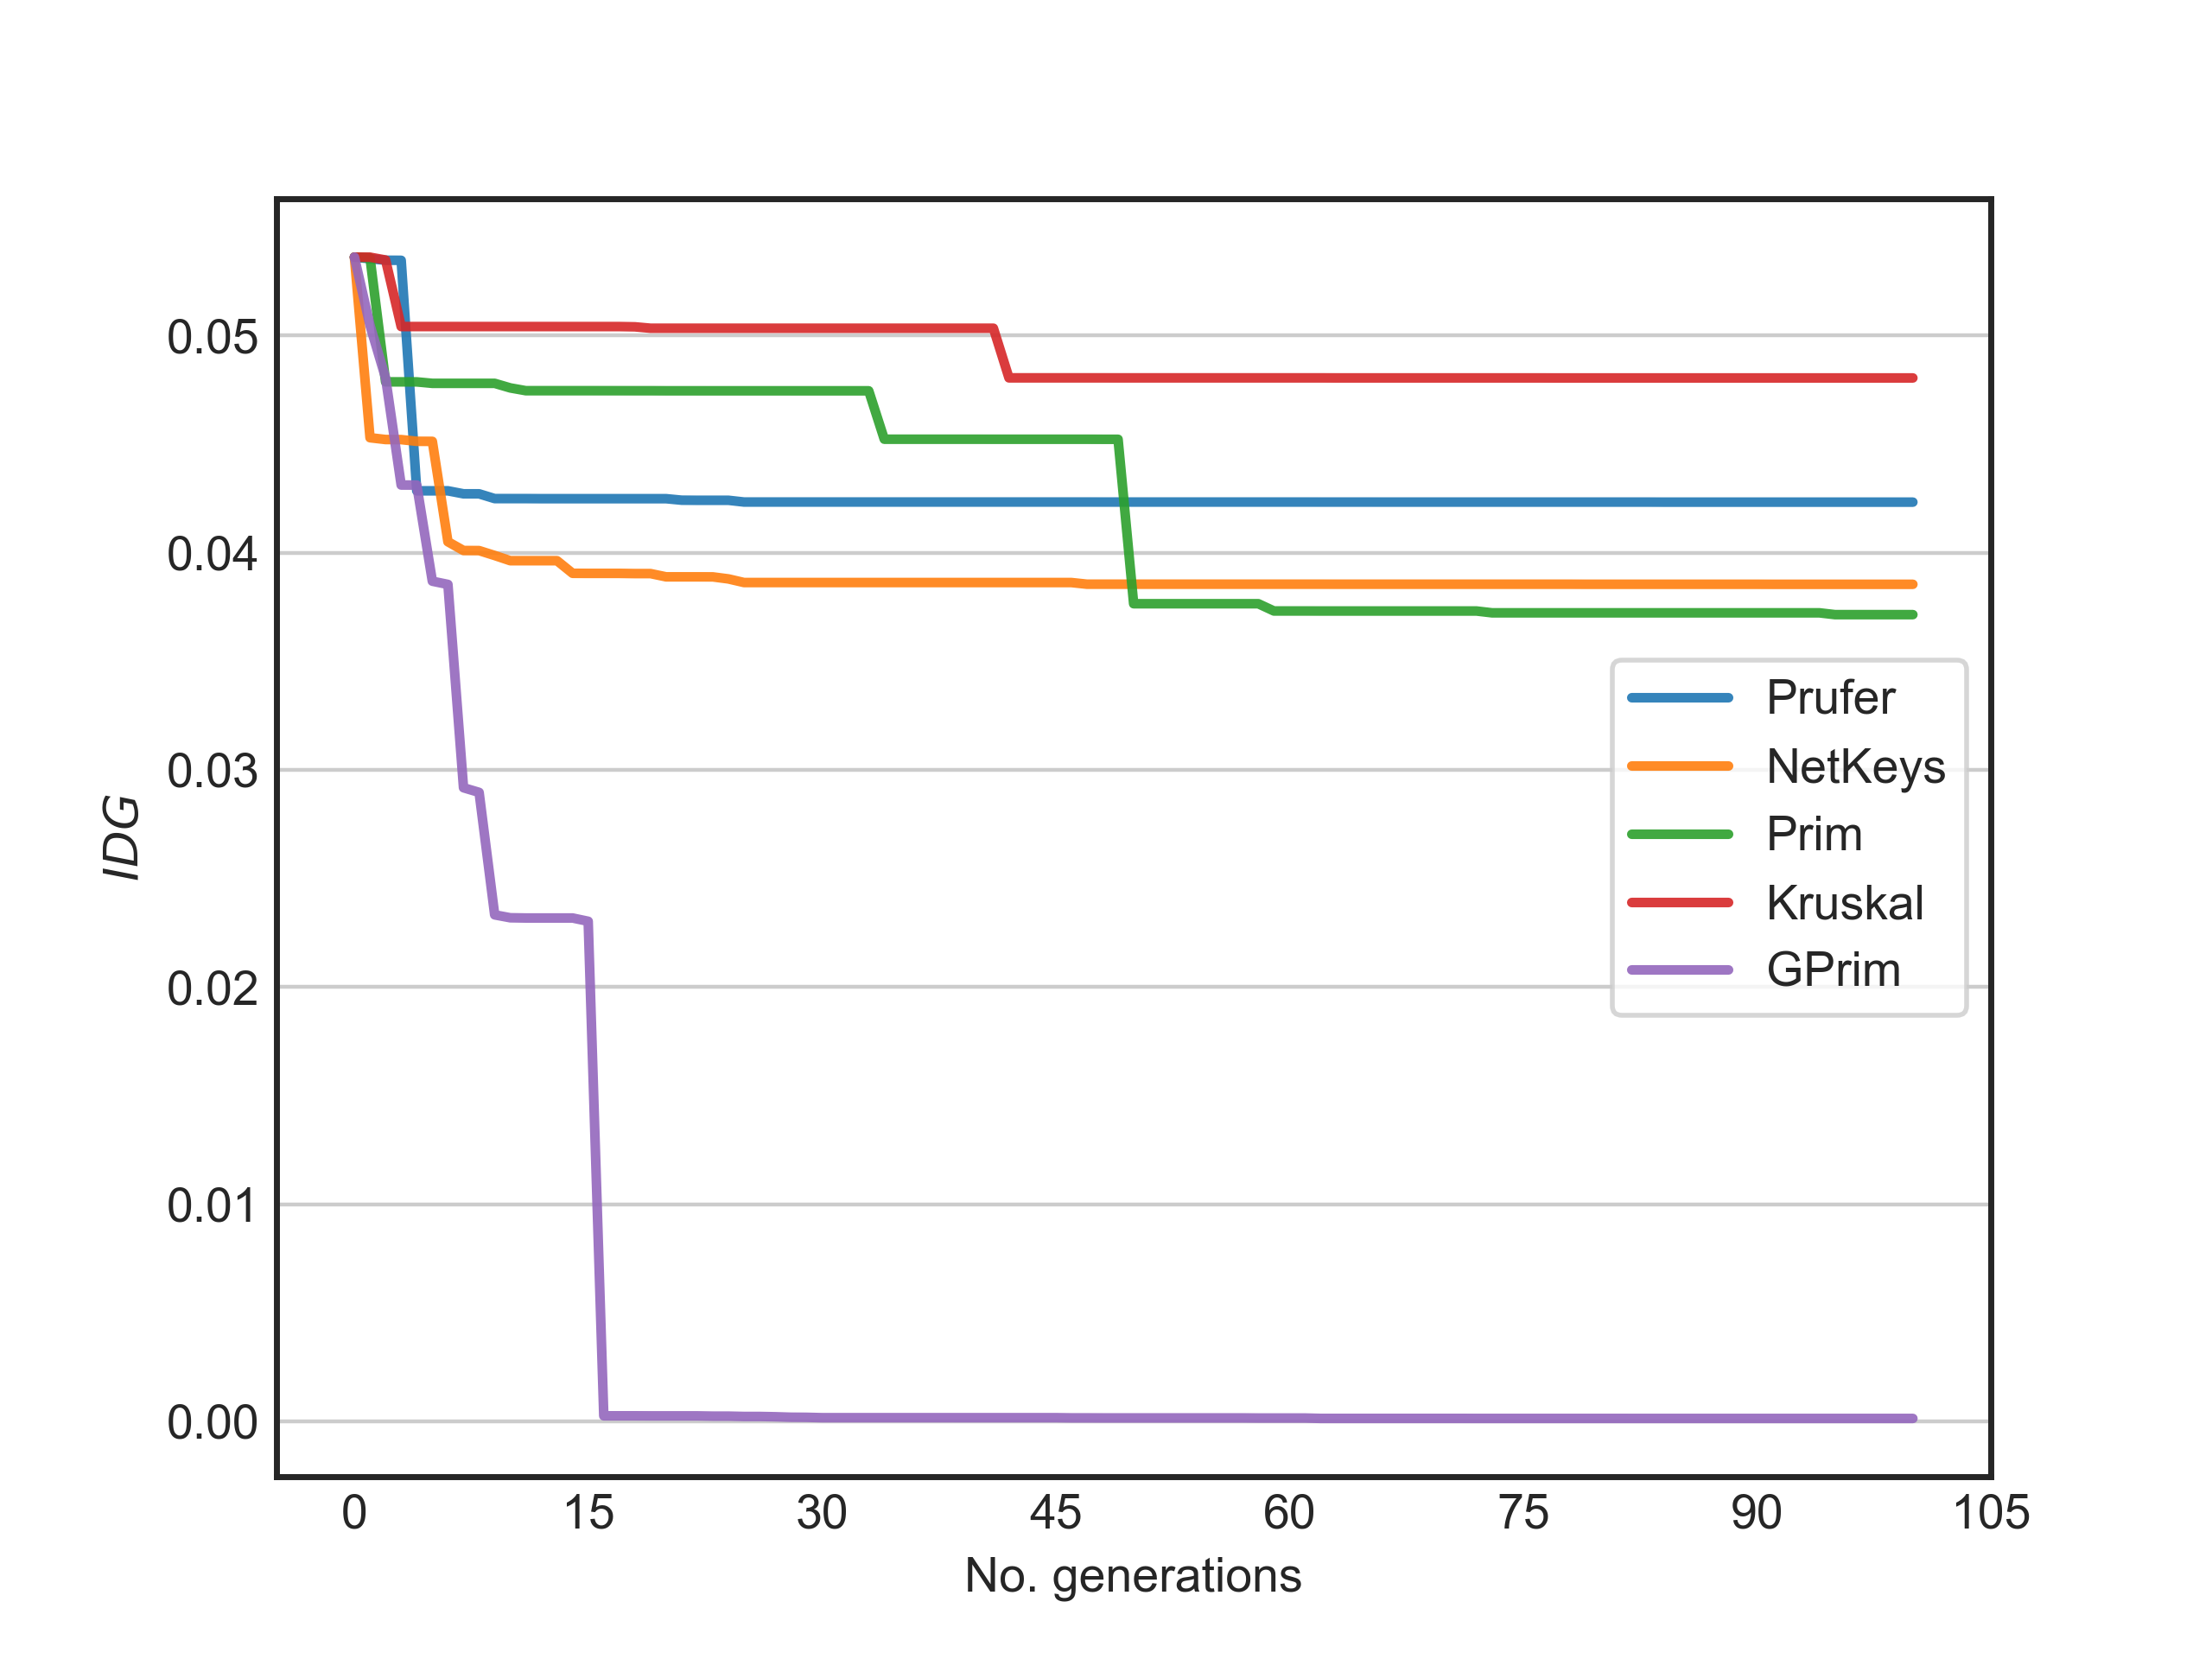 0.05
0.04
0.03
0.02
0.01
0.00
IDG
0 15 30 45 60 75 90 105
No. generations
Prufer
NetKeys
Prim
Kruskal
GPrim